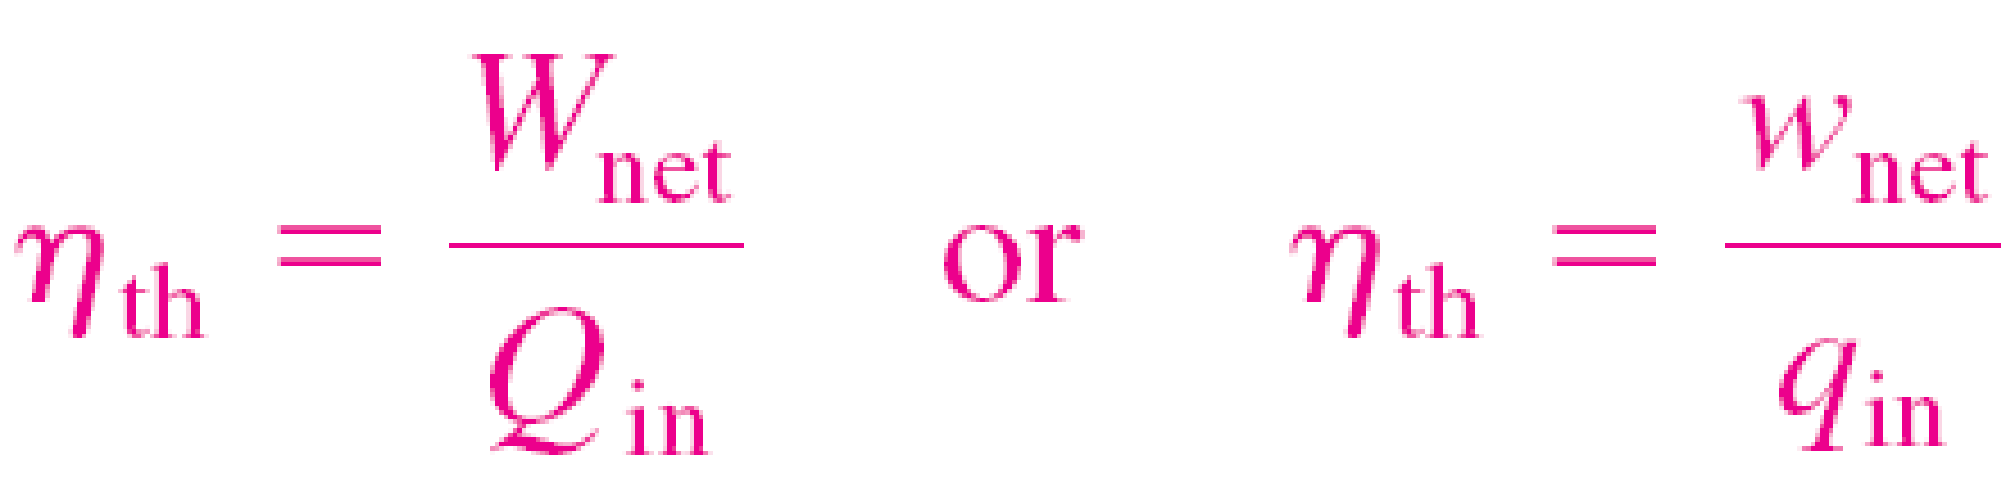 η_th = W_net / Q_in or η_th = w_net / q_in